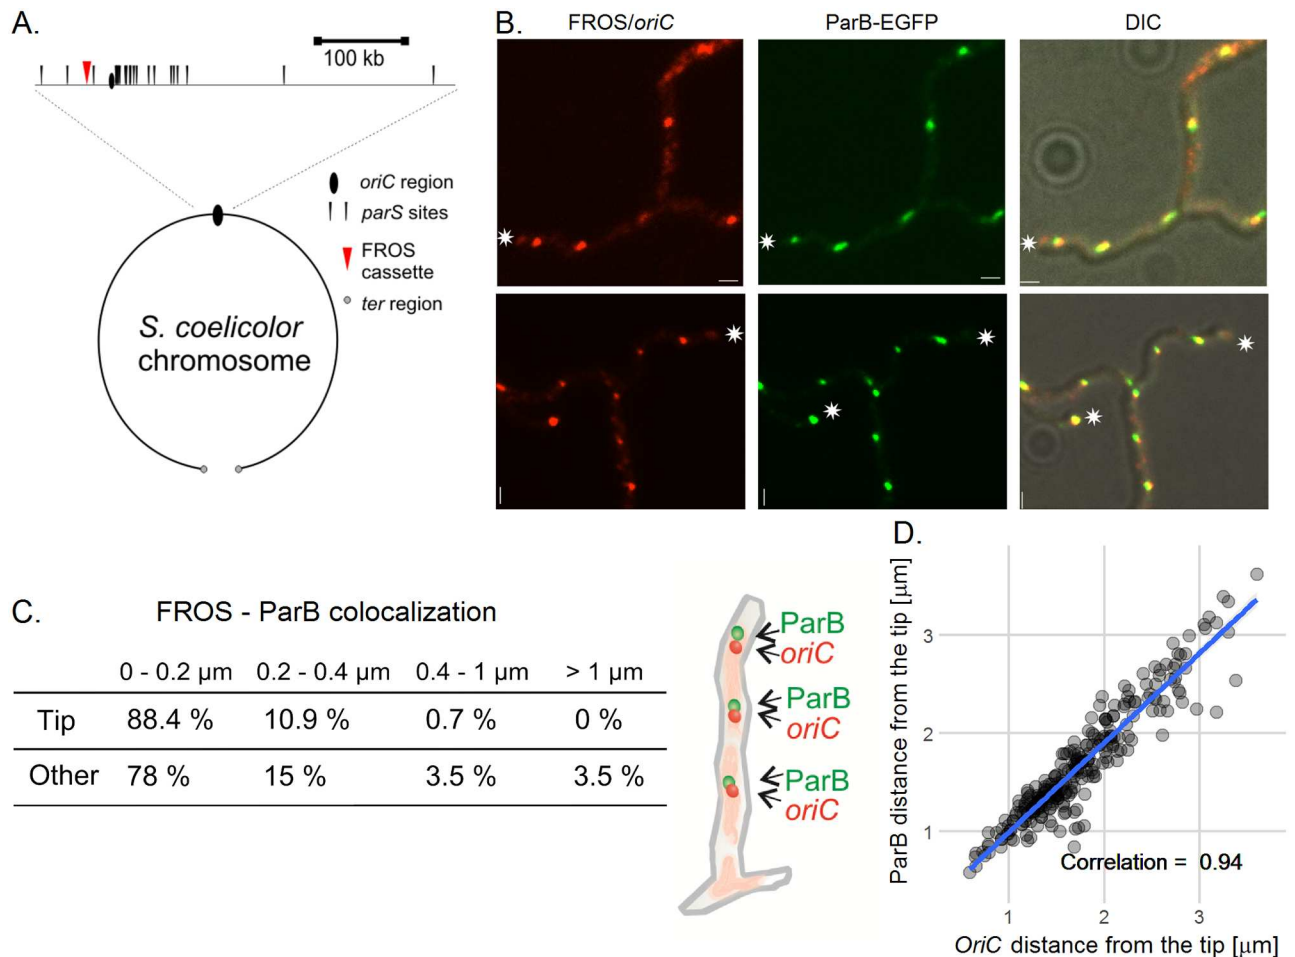 A.
100 kb
oriC region
parS sites
FROS
cassette
ter region
S. coelicolor
chromosome
B.
FROS/oriC
ParB-EGFP
DIC
C.
FROS - ParB colocalization
0 - 0.2 µm 0.2 - 0.4 µm 0.4 - 1 µm > 1 µm
Tip 88.4 % 10.9 % 0.7 % 0 %
Other 78 % 15 % 3.5 % 3.5 %
ParB
oriC
ParB
oriC
ParB
oriC
D.
ParB distance from the tip [µm]
3
2
1
Correlation = 0.94
1 2 3
OriC distance from the tip [µm]